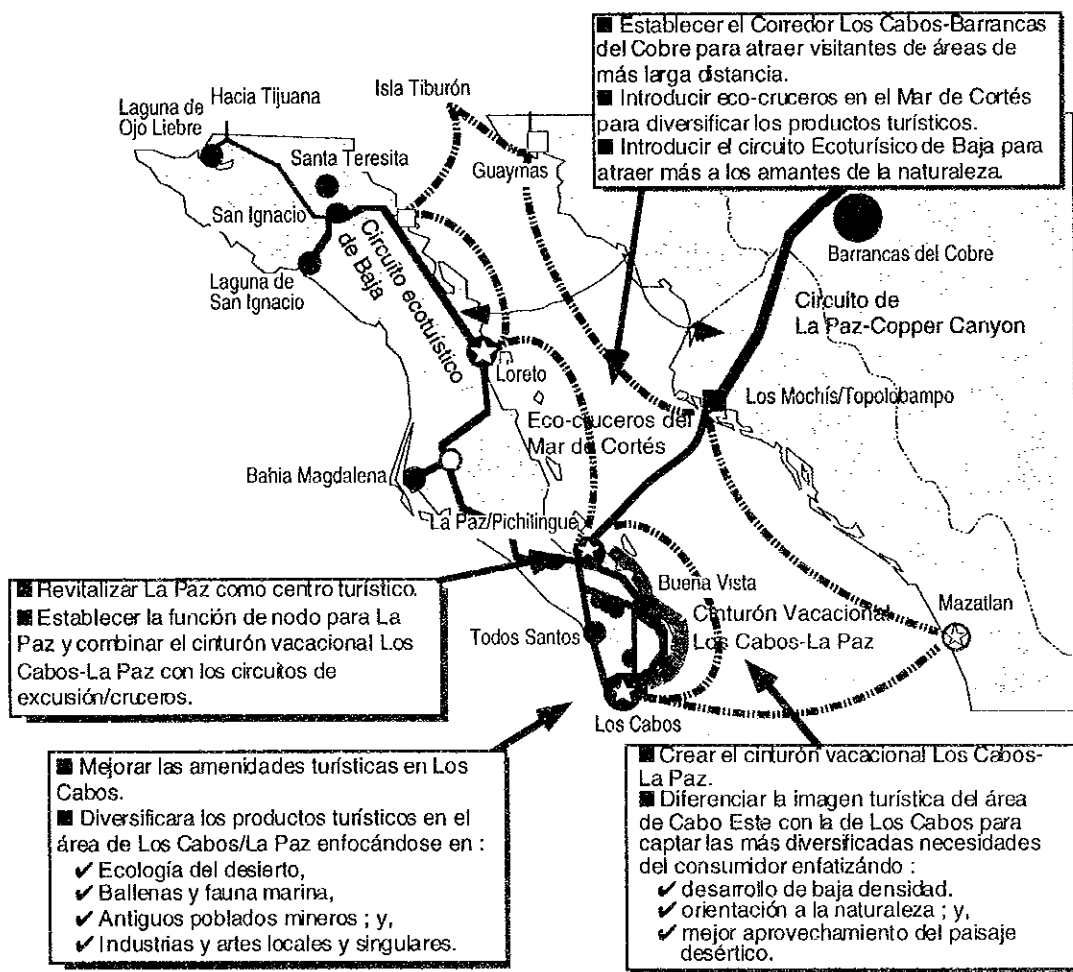 ■ Establecer el Corredor Los Cabos-Barrancas
del Cobre para atraer visitantes de áreas de
más larga distancia.
■ Introducir eco-cruceros en el Mar de Cortés
para diversificar los productos turísticos.
■ Introducir el circuito Ecoturísico de Baja para
atraer más a los amantes de la naturaleza.
Laguna de
Ojo Liebre
Hacia Tijuana
Isla Tiburón
Santa Teresita
Guaymas
San Ignacio
Laguna de
San Ignacio
Circuito ecotuístico
de Baja
Barrancas del Cobre
Circuito de
La Paz-Copper Canyon
Loreto
Los Mochis/Topolobampo
Eco-cruceros del
Mar de Cortés
Bahia Magdalena
La Paz/Pichilingue
Buena Vista
Mazatlan
Cinturón Vacacional
Los Cabos-La Paz
Todos Santos
Los Cabos
■ Revitalizar La Paz como centro turístico.
■ Establecer la función de nodo para La
Paz y combinar el cinturón vacacional Los
Cabos-La Paz con los circuitos de
excusión/cruceros.
■ Mejorar las amenidades turísticas en Los
Cabos.
■ Diversificara los productos turísticos en el
área de Los Cabos/La Paz enfocándose en :
✔ Ecología del desierto,
✔ Ballenas y fauna marina,
✔ Antiguos poblados mineros ; y,
✔ Industrias y artes locales y singulares.
■ Crear el cinturón vacacional Los Cabos-
La Paz.
■ Diferenciar la imagen turística del área
de Cabo Este con la de Los Cabos para
captar las más diversificadas necesidades
del consumidor enfatizándo :
✔ desarrollo de baja densidad.
✔ orientación a la naturaleza ; y,
✔ mejor aprovechamiento del paisaje
desértico.